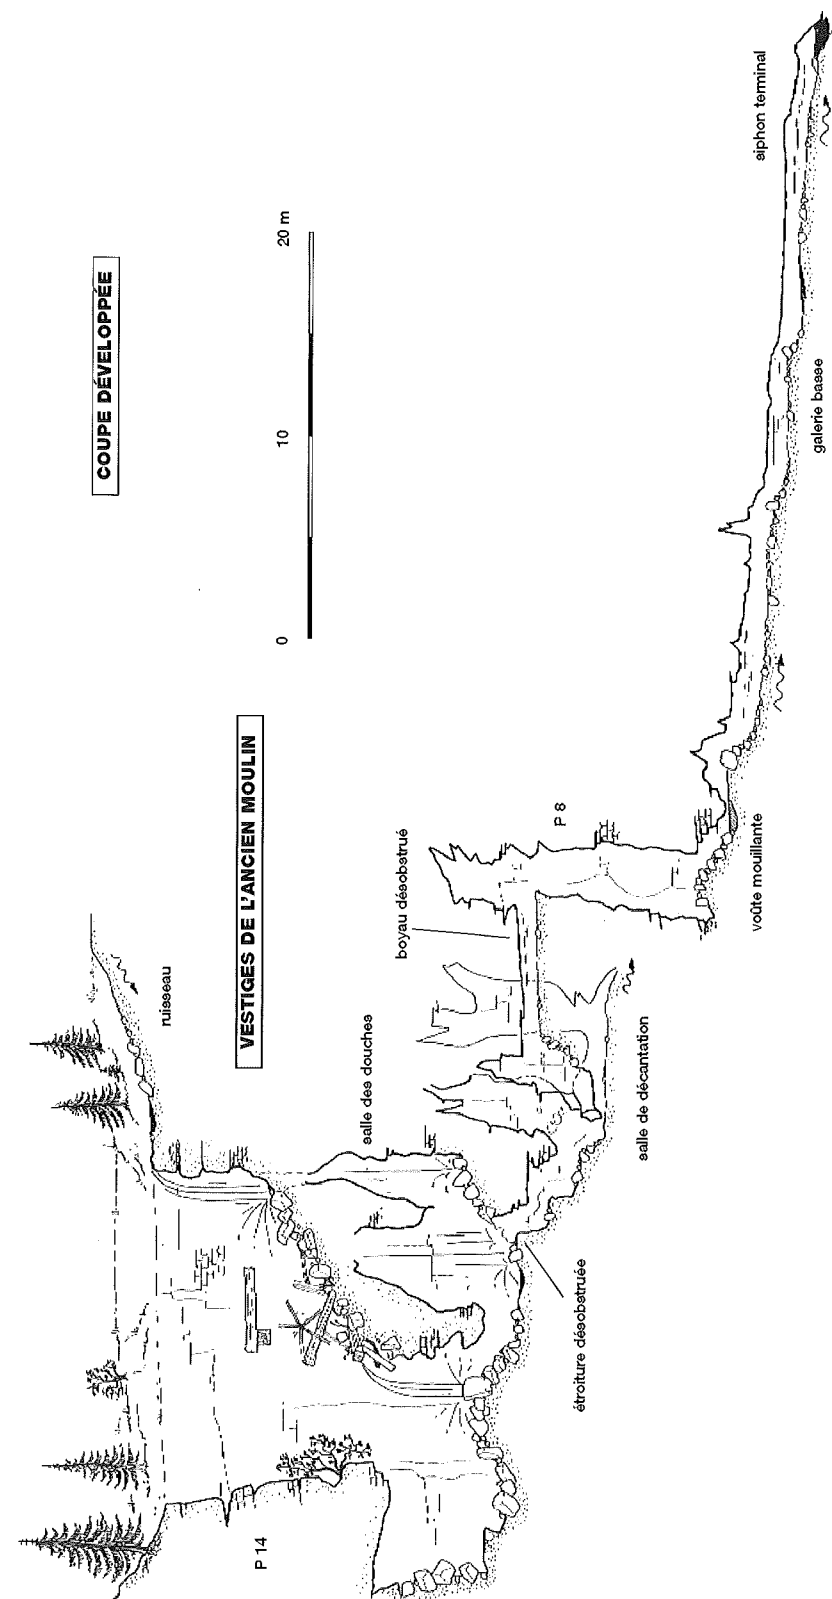 COUPE DÉVELOPPÉE
0 10 20 m
VESTIGES DE L'ANCIEN MOULIN
ruisseau
P 14
salle des douches
boyau désobstrué
P 8
étroiture désobstruée
salle de décantation
voûte mouillante
galerie basse
siphon terminal